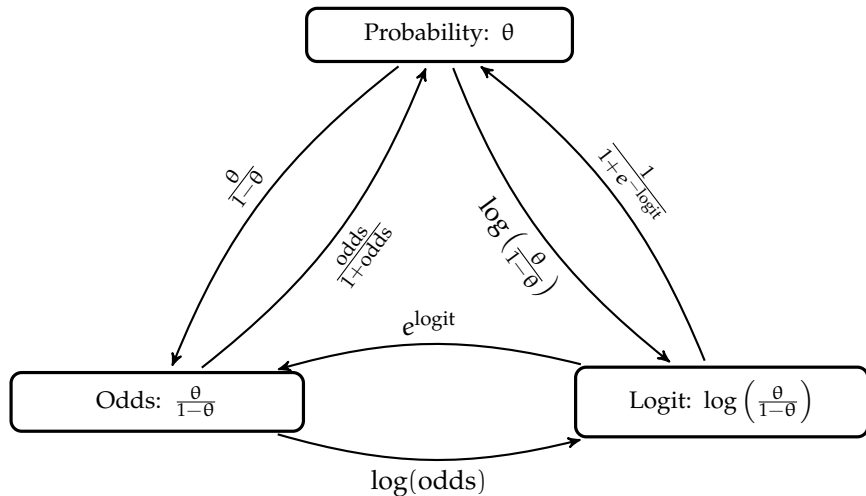 Probability: θ
θ/(1−θ)
odds/(1+odds)
log(θ/(1−θ))
1/(1+e^−logit)
e^logit
Odds: θ/(1−θ)
Logit: log(θ/(1−θ))
log(odds)